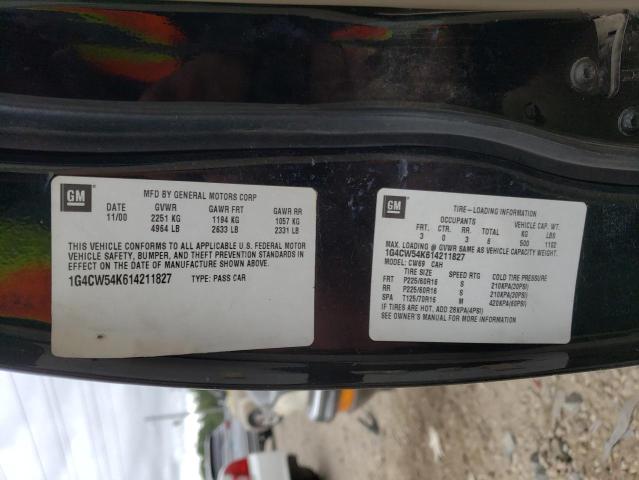 GM
MFD BY GENERAL MOTORS CORP
DATE GVWR GAWR FRT GAWR RR
11/00 2251 KG 1194 KG 1057 KG
4964 LB 2633 LB 2331 LB
THIS VEHICLE CONFORMS TO ALL APPLICABLE U.S. FEDERAL MOTOR
VEHICLE SAFETY, BUMPER, AND THEFT PREVENTION STANDARDS IN
EFFECT ON THE DATE OF MANUFACTURE SHOWN ABOVE.
1G4CW54K614211827 TYPE: PASS CAR
GM
TIRE-LOADING INFORMATION
OCCUPANTS VEHICLE CAP. WT.
FRT. CTR. RR. KG LBS
3 0 3 6 500 1102
MAX. LOADING @ GVWR SAME AS VEHICLE CAPACITY WEIGHT.
1G4CW54K614211827
MODEL: CW69 CAH
TIRE SIZE SPEED RTG COLD TIRE PRESSURE
FRT P225/60R16 S 210KPA(30PSI)
RR P225/60R16 S 210KPA(30PSI)
SPA T125/70R16 M 420KPA(60PSI)
IF TIRES ARE HOT, ADD 28KPA(4PSI)
SEE OWNER'S MANUAL FOR MORE INFORMATION